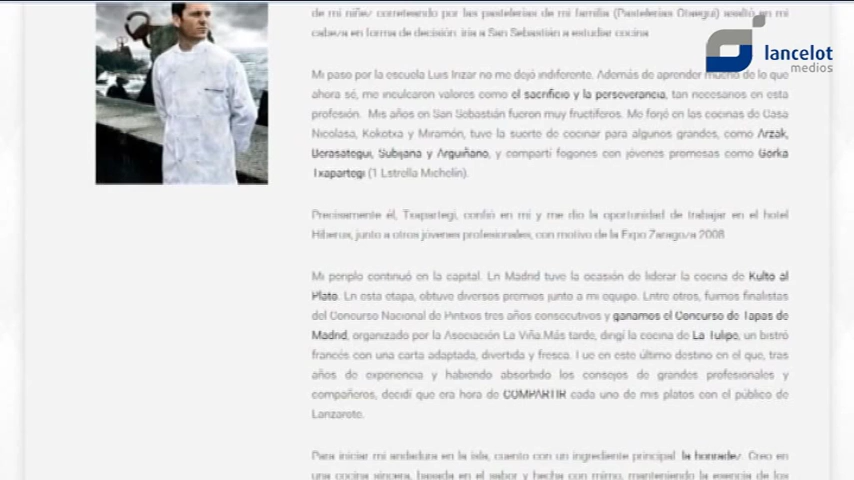 de mi niñez correteando por las pastelerías de mi familia (Pastelerías Otaegui) asaltó en mi
cabeza en forma de decisión: iría a San Sebastián a estudiar cocina.
lancelot
medios
Mi paso por la escuela Luis Irizar no me dejó indiferente. Además de aprender mucho de lo que
ahora sé, me inculcaron valores como el sacrificio y la perseverancia, tan necesarios en esta
profesión. Mis años en San Sebastián fueron muy fructíferos. Me forjé en las cocinas de Casa
Nicolasa, Kokotxa y Miramón, tuve la suerte de cocinar para algunos grandes, como Arzak,
Berasategui, Subijana y Arguiñano, y compartí fogones con jóvenes promesas como Gorka
Txapartegi (1 Estrella Michelín).
Precisamente él, Txapartegi, confió en mí y me dio la oportunidad de trabajar en el hotel
Hiberus, junto a otros jóvenes profesionales, con motivo de la Expo Zaragoza 2008.
Mi periplo continuó en la capital. En Madrid tuve la ocasión de liderar la cocina de Kulto al
Plato. En esta etapa, obtuve diversos premios junto a mi equipo. Entre otros, fuimos finalistas
del Concurso Nacional de Pintxos tres años consecutivos y ganamos el Concurso de Tapas de
Madrid, organizado por la Asociación La Viña.Más tarde, dirigí la cocina de La Tulipe, un bistró
francés con una carta adaptada, divertida y fresca. Fue en este último destino en el que, tras
años de experiencia y habiendo absorbido los consejos de grandes profesionales y
compañeros, decidí que era hora de COMPARTIR cada uno de mis platos con el público de
Lanzarote.
Para iniciar mi andadura en la isla, cuento con un ingrediente principal: la honradez. Creo en
una cocina sincera, basada en el sabor y hecha con mimo, manteniendo la esencia de los